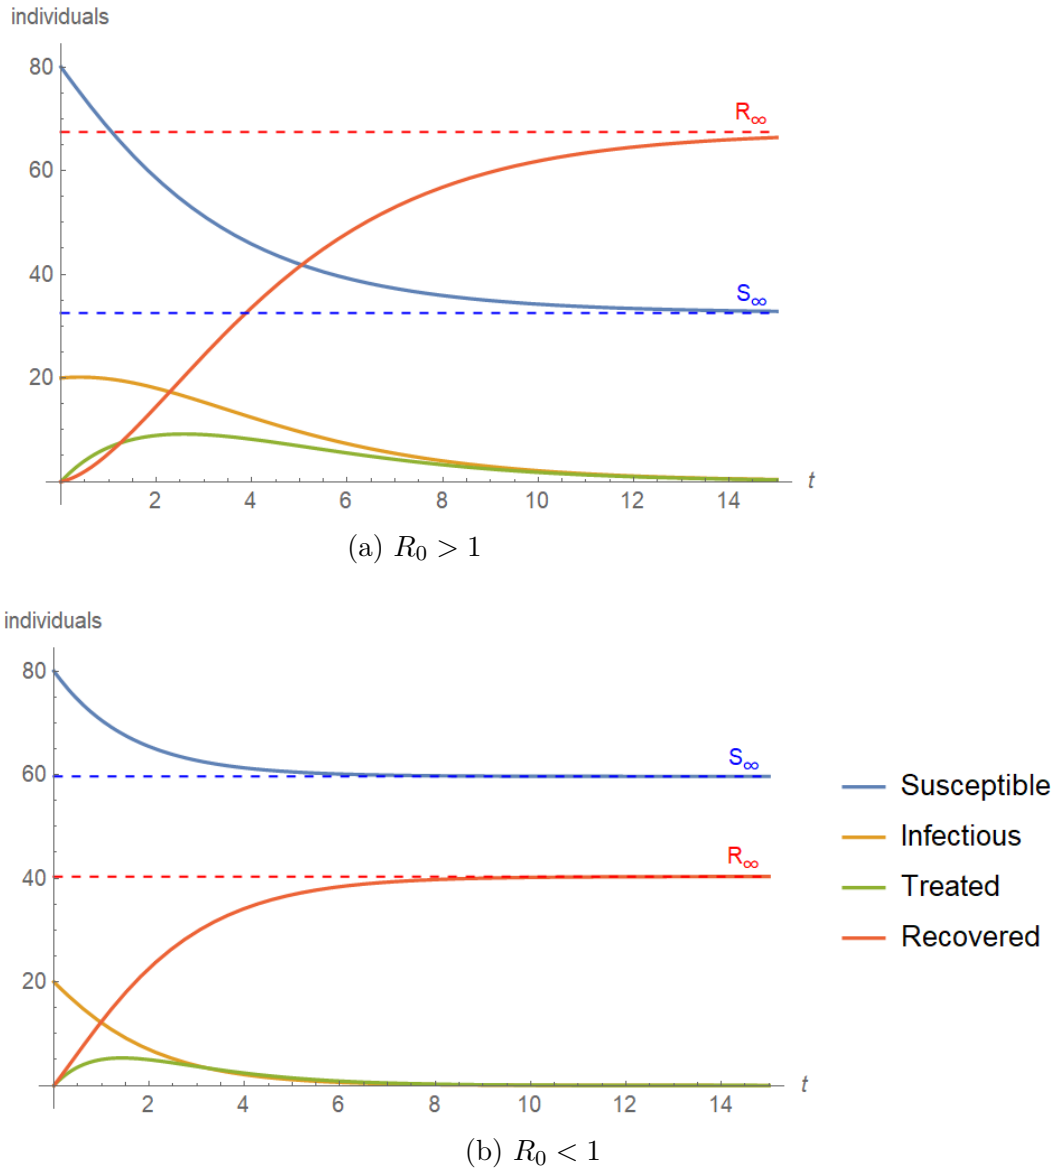 individuals
80
R∞
60
40
S∞
20
2 4 6 8 10 12 14 t
(a) R₀ > 1
individuals
80
S∞
60
Susceptible
Infectious
R∞
40
Treated
Recovered
20
2 4 6 8 10 12 14 t
(b) R₀ < 1